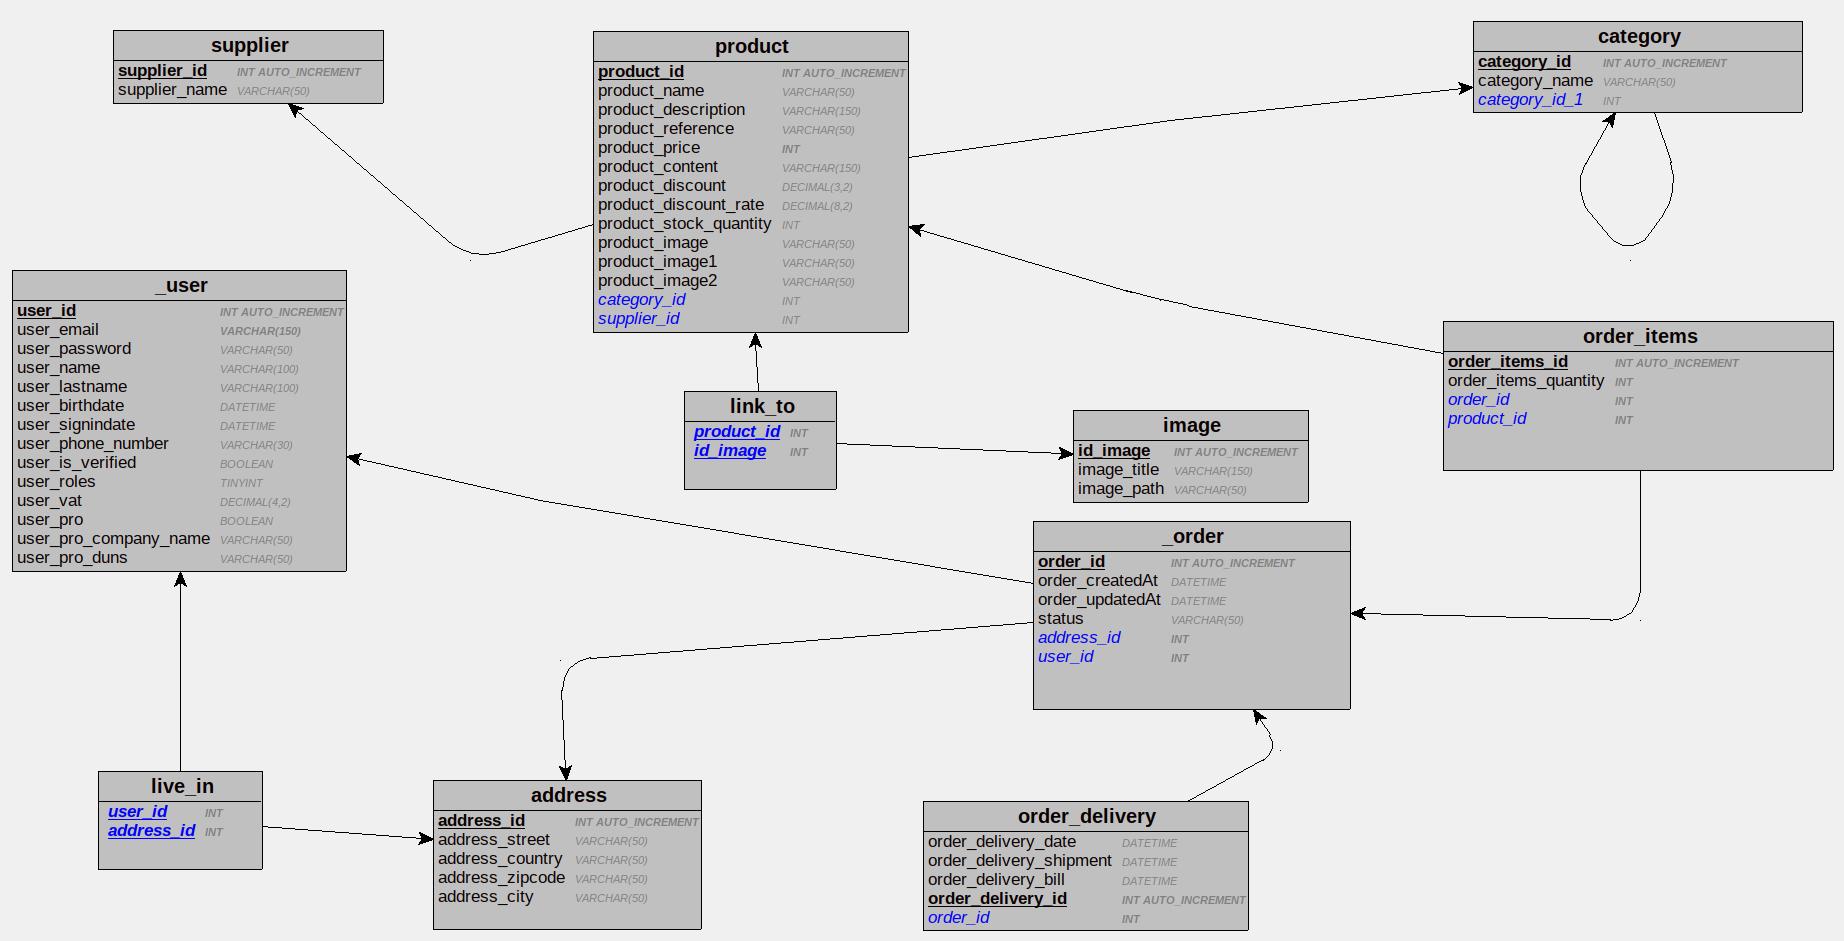 supplier
supplier_id INT AUTO_INCREMENT
supplier_name VARCHAR(50)
product
product_id INT AUTO_INCREMENT
product_name VARCHAR(50)
product_description VARCHAR(150)
product_reference VARCHAR(50)
product_price INT
product_content VARCHAR(150)
product_discount DECIMAL(3,2)
product_discount_rate DECIMAL(8,2)
product_stock_quantity INT
product_image VARCHAR(50)
product_image1 VARCHAR(50)
product_image2 VARCHAR(50)
category_id INT
supplier_id INT
category
category_id INT AUTO_INCREMENT
category_name VARCHAR(50)
category_id_1 INT
_user
user_id INT AUTO_INCREMENT
user_email VARCHAR(150)
user_password VARCHAR(50)
user_name VARCHAR(100)
user_lastname VARCHAR(100)
user_birthdate DATETIME
user_signindate DATETIME
user_phone_number VARCHAR(30)
user_is_verified BOOLEAN
user_roles TINYINT
user_vat DECIMAL(4,2)
user_pro BOOLEAN
user_pro_company_name VARCHAR(50)
user_pro_duns VARCHAR(50)
link_to
product_id INT
id_image INT
image
id_image INT AUTO_INCREMENT
image_title VARCHAR(150)
image_path VARCHAR(50)
order_items
order_items_id INT AUTO_INCREMENT
order_items_quantity INT
order_id INT
product_id INT
_order
order_id INT AUTO_INCREMENT
order_createdAt DATETIME
order_updatedAt DATETIME
status VARCHAR(50)
address_id INT
user_id INT
live_in
user_id INT
address_id INT
address
address_id INT AUTO_INCREMENT
address_street VARCHAR(50)
address_country VARCHAR(50)
address_zipcode VARCHAR(50)
address_city VARCHAR(50)
order_delivery
order_delivery_date DATETIME
order_delivery_shipment DATETIME
order_delivery_bill DATETIME
order_delivery_id INT AUTO_INCREMENT
order_id INT